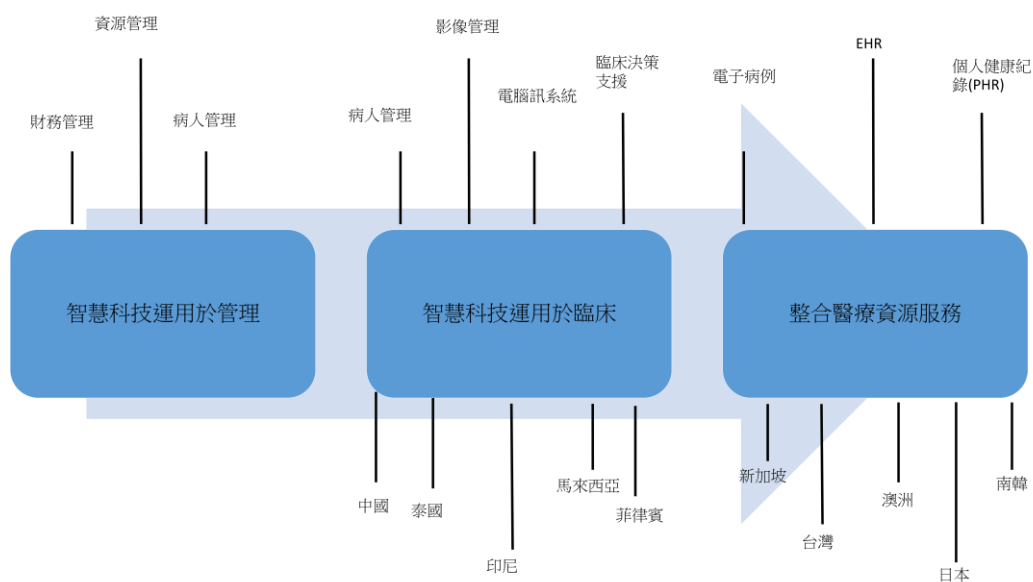 資源管理
影像管理
EHR
臨床決策
支援
個人健康紀
錄(PHR)
電子病例
電腦訊系統
財務管理
病人管理
病人管理
智慧科技運用於管理
智慧科技運用於臨床
整合醫療資源服務
中國
泰國
印尼
馬來西亞
菲律賓
新加坡
台灣
澳洲
日本
南韓